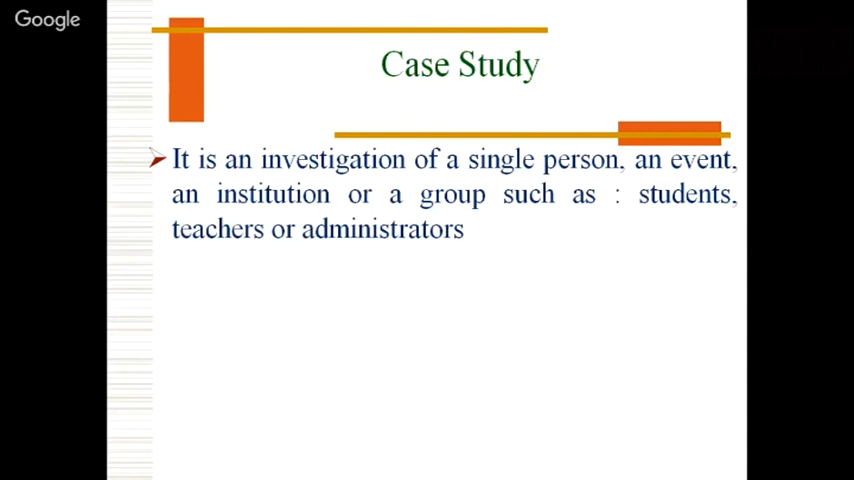 Google
Case Study
It is an investigation of a single person, an event,
an institution or a group such as : students,
teachers or administrators